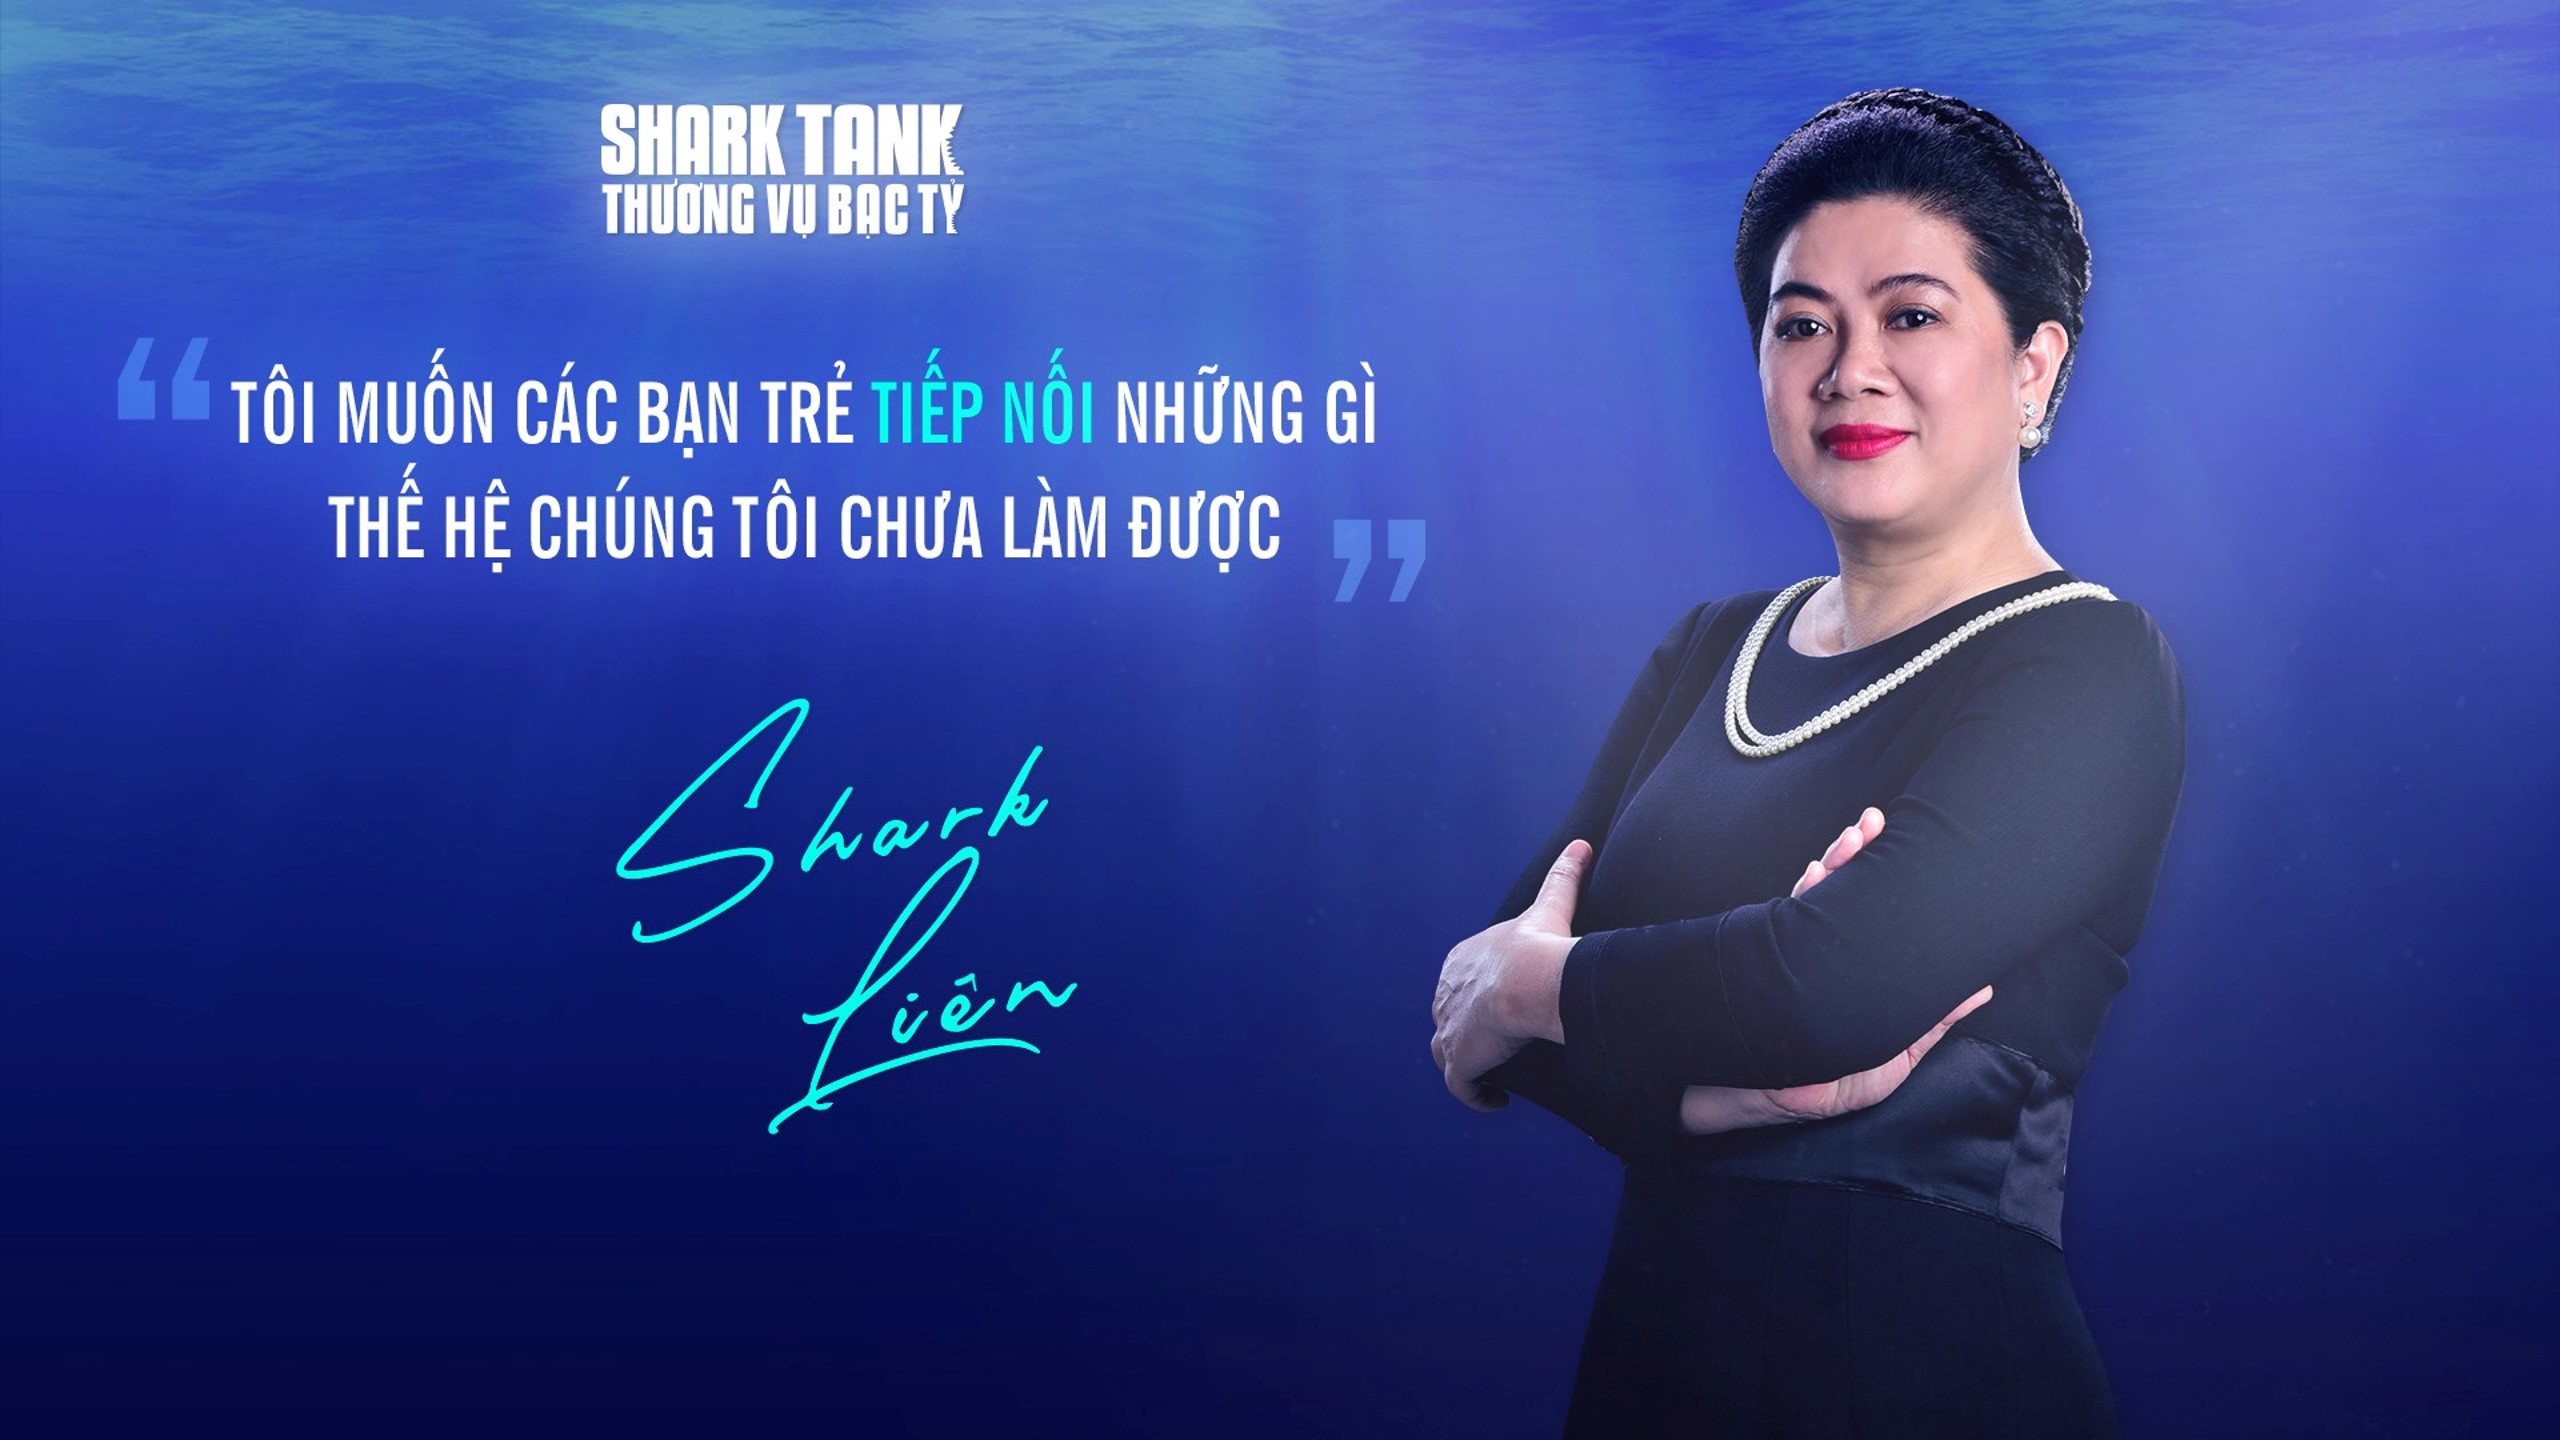 SHARK TANK
THƯƠNG VỤ BẠC TỶ
“TÔI MUỐN CÁC BẠN TRẺ TIẾP NỐI NHỮNG GÌ
THẾ HỆ CHÚNG TÔI CHƯA LÀM ĐƯỢC”
Shark
Liên